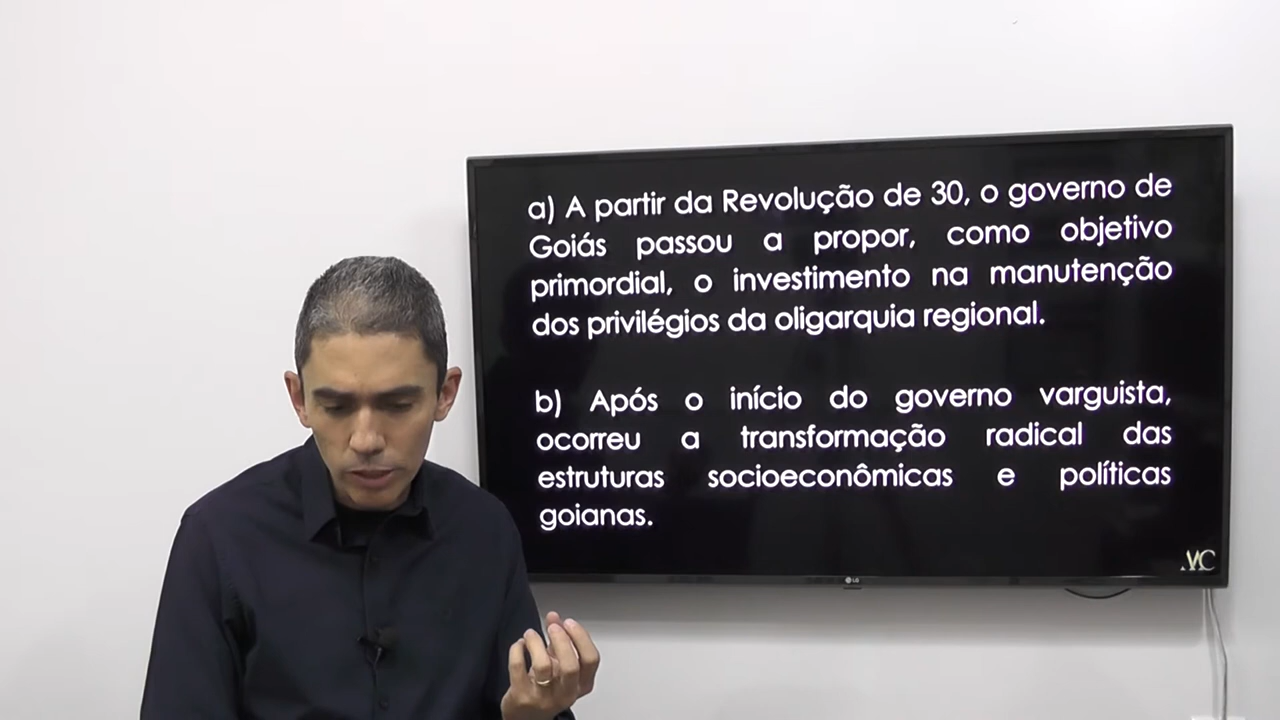 a) A partir da Revolução de 30, o governo de
Goiás passou a propor, como objetivo
primordial, o investimento na manutenção
dos privilégios da oligarquia regional.
b) Após o início do governo varguista,
ocorreu a transformação radical das
estruturas socioeconômicas e políticas
goianas.
MC
LG